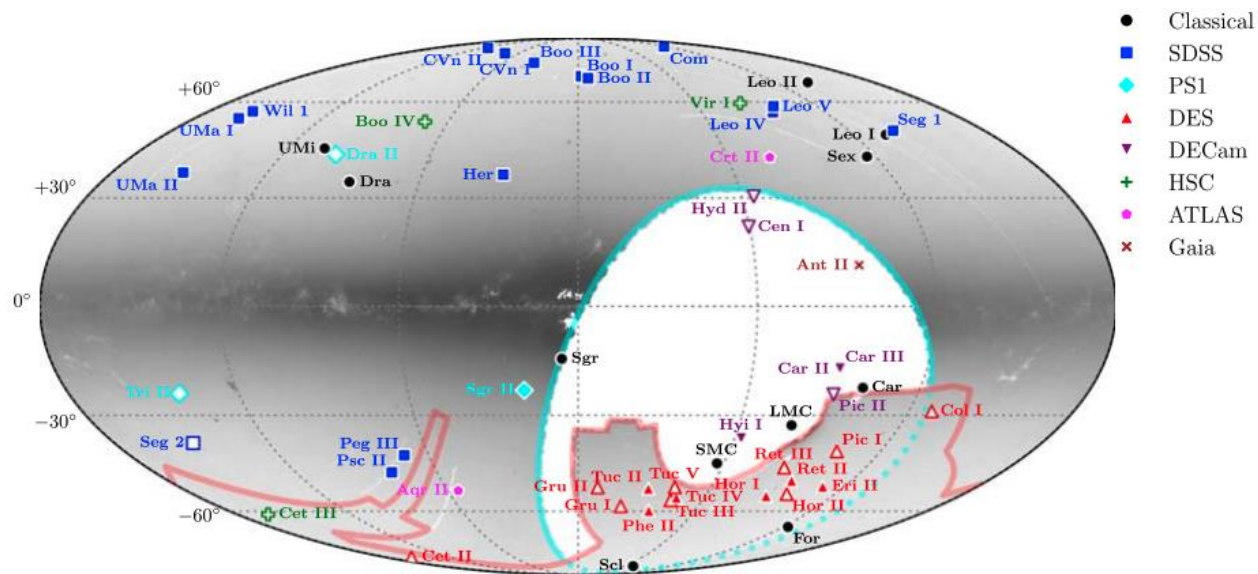 Classical
SDSS
PS1
DES
DECam
HSC
ATLAS
Gaia
+60°
+30°
0°
−30°
−60°
CVn II
CVn I
Boo III
Boo I
Boo II
Com
Leo II
Vir I
Leo V
Leo IV
Seg 1
Leo I
Wil 1
UMa I
Boo IV
UMi
Dra II
Crt II
Sex
UMa II
Dra
Her
Hyd II
Cen I
Ant II
Sgr
Car III
Car II
Tri II
Sgr II
Car
Pic II
Col I
LMC
Hyi I
Seg 2
Peg III
Psc II
SMC
Pic I
Ret III
Ret II
Aqr II
Gru II
Tuc II
Tuc V
Hor I
Eri II
Gru I
Tuc IV
Hor II
Tuc III
Phe II
Cet III
For
Cet II
Scl